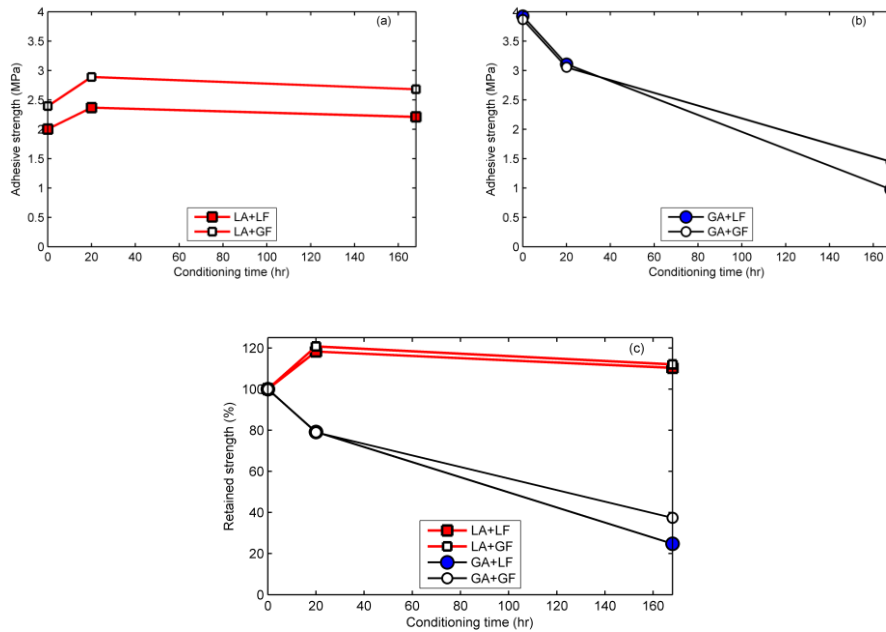 (a)
4
3.5
3
2.5
2
1.5
1
0.5
0
Adhesive strength (MPa)
LA+LF
LA+GF
0 20 40 60 80 100 120 140 160
Conditioning time (hr)
(b)
4
3.5
3
2.5
2
1.5
1
0.5
0
Adhesive strength (MPa)
GA+LF
GA+GF
0 20 40 60 80 100 120 140 160
Conditioning time (hr)
(c)
120
100
80
60
40
20
0
Retained strength (%)
LA+LF
LA+GF
GA+LF
GA+GF
0 20 40 60 80 100 120 140 160
Conditioning time (hr)